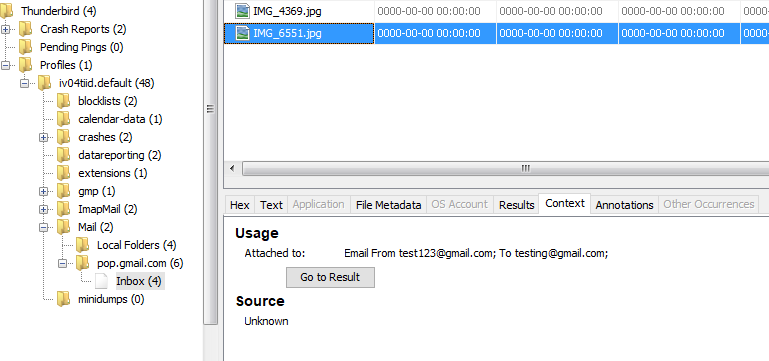 Thunderbird (4)
Crash Reports (2)
Pending Pings (0)
Profiles (1)
iv04tiid.default (48)
blocklists (2)
calendar-data (1)
crashes (2)
datareporting (2)
extensions (1)
gmp (1)
ImapMail (2)
Mail (2)
Local Folders (4)
pop.gmail.com (6)
Inbox (4)
minidumps (0)
IMG_4369.jpg 0000-00-00 00:00:00 0000-00-00 00:00:00 0000-00-00 00:00:00 0000-
IMG_6551.jpg 0000-00-00 00:00:00 0000-00-00 00:00:00 0000-00-00 00:00:00 0000-
Hex Text Application File Metadata OS Account Results Context Annotations Other Occurrences
Usage
Attached to: Email From test123@gmail.com; To testing@gmail.com;
Go to Result
Source
Unknown